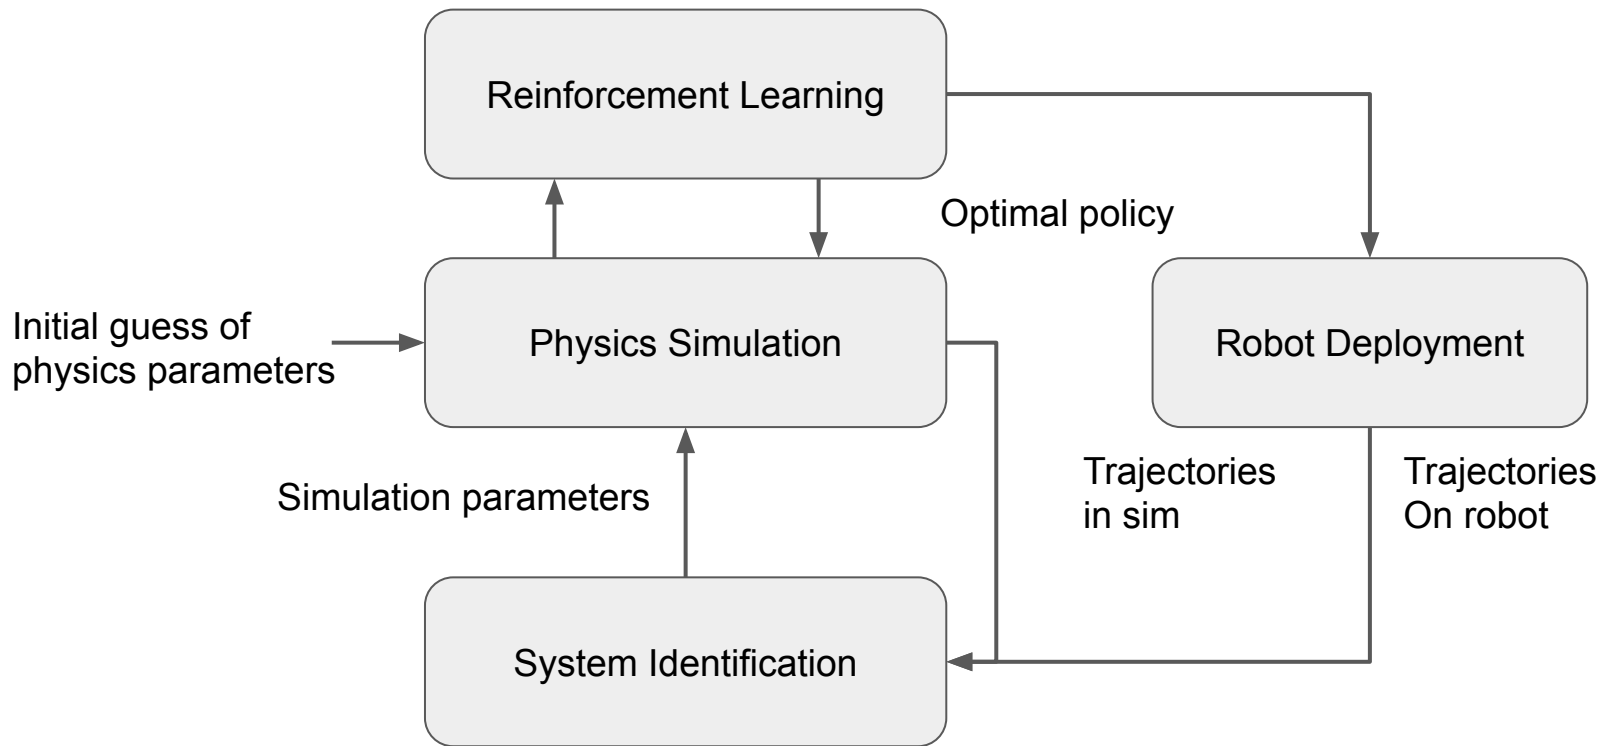 Reinforcement Learning
Optimal policy
Initial guess of
physics parameters
Physics Simulation
Robot Deployment
Simulation parameters
Trajectories
in sim
Trajectories
On robot
System Identification